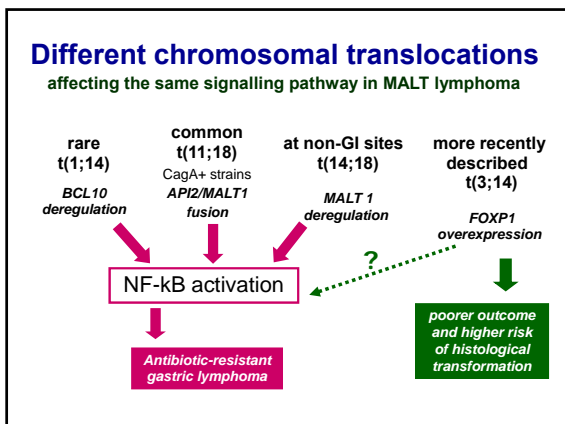 Different chromosomal translocations
affecting the same signalling pathway in MALT lymphoma
rare
t(1;14)
BCL10
deregulation
common
t(11;18)
CagA+ strains
API2/MALT1
fusion
at non-GI sites
t(14;18)
MALT 1
deregulation
more recently
described
t(3;14)
FOXP1
overexpression
?
NF-kB activation
Antibiotic-resistant
gastric lymphoma
poorer outcome
and higher risk
of histological
transformation